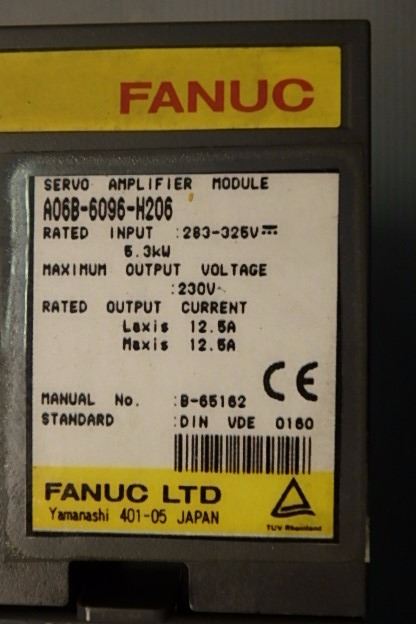 FANUC
SERVO AMPLIFIER MODULE
A06B-6096-H206
RATED INPUT :283-325V⎓
5.3kW
MAXIMUM OUTPUT VOLTAGE
:230V~
RATED OUTPUT CURRENT
Laxis 12.5A
Maxis 12.5A
CE
MANUAL No. :B-65162
STANDARD :DIN VDE 0160
FANUC LTD
Yamanashi 401-05 JAPAN
TUV Rheinland